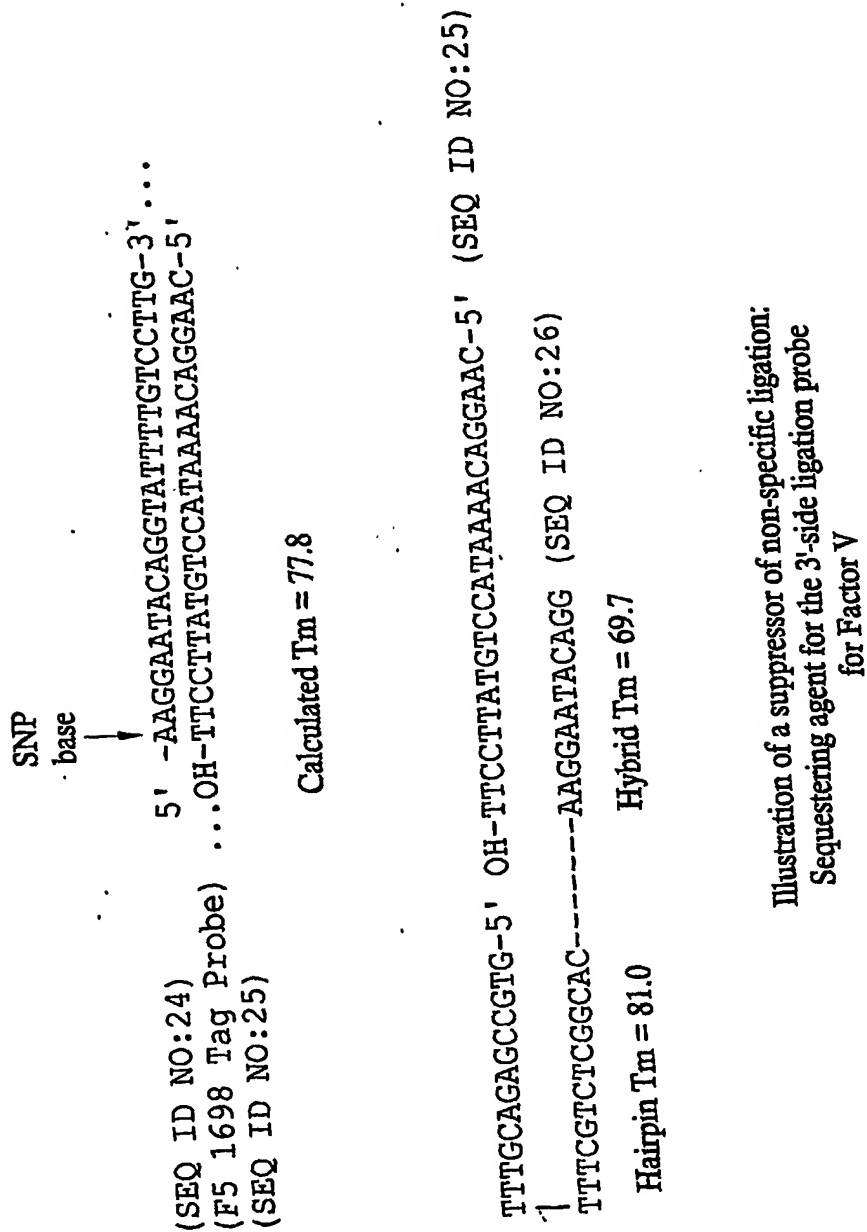 SNP
base
(SEQ ID NO:24) 5' -AAGGAATACAGGTATTTTGTCCTTG-3'...
(F5 1698 Tag Probe) ...OH-TTCCTTATGTCCATAAAACAGGAAC-5'
(SEQ ID NO:25)
Calculated Tm = 77.8
TTTGCAGAGCCGTG-5' OH-TTCCTTATGTCCATAAAACAGGAAC-5' (SEQ ID NO:25)
TTTCGTCTCGGCAC-------AAGGAATACAGG (SEQ ID NO:26)
Hairpin Tm = 81.0 Hybrid Tm = 69.7
Illustration of a suppressor of non-specific ligation:
Sequestering agent for the 3'-side ligation probe
for Factor V